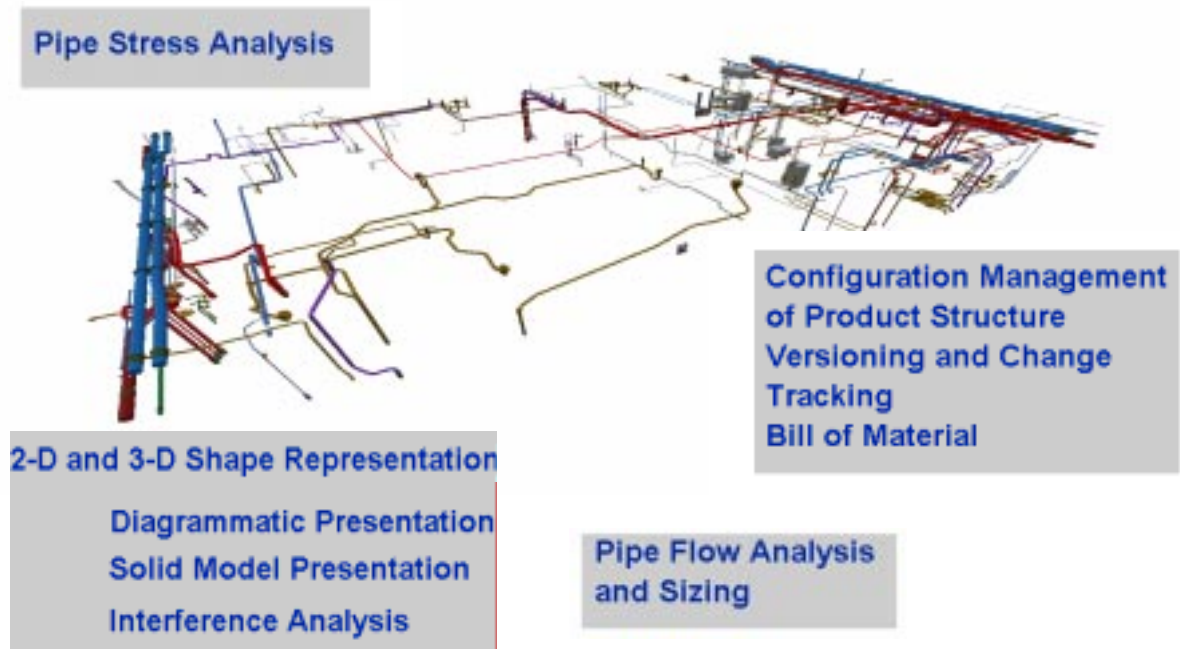 Pipe Stress Analysis
Configuration Management
of Product Structure
Versioning and Change
Tracking
Bill of Material
2-D and 3-D Shape Representation
Diagrammatic Presentation
Solid Model Presentation
Interference Analysis
Pipe Flow Analysis
and Sizing